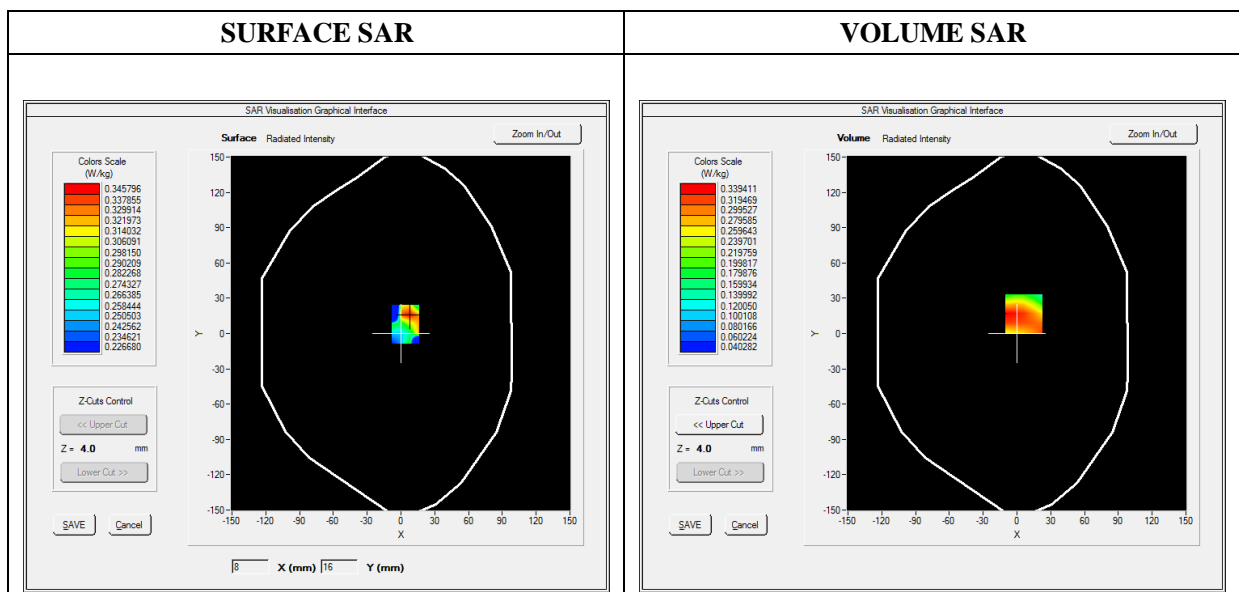 SURFACE SAR
VOLUME SAR
SAR Visualisation Graphical Interface
Surface Radiated Intensity
Zoom In/Out
Colors Scale
(W/kg)
0.345796
0.337855
0.329914
0.321973
0.314032
0.306091
0.298150
0.290209
0.282268
0.274327
0.266385
0.258444
0.250503
0.242562
0.234621
0.226680
Z-Cuts Control
<< Upper Cut
Z = 4.0 mm
Lower Cut >>
SAVE Cancel
150
120
90
60
30
0
-30
-60
-90
-120
-150
Y
-150 -120 -90 -60 -30 0 30 60 90 120 150
X
8 X (mm) 16 Y (mm)
SAR Visualisation Graphical Interface
Volume Radiated Intensity
Zoom In/Out
Colors Scale
(W/kg)
0.339411
0.319469
0.299527
0.279585
0.259643
0.239701
0.219759
0.199817
0.179876
0.159934
0.139992
0.120050
0.100108
0.080166
0.060224
0.040282
Z-Cuts Control
<< Upper Cut
Z = 4.0 mm
Lower Cut >>
SAVE Cancel
150
120
90
60
30
0
-30
-60
-90
-120
-150
Y
-150 -120 -90 -60 -30 0 30 60 90 120 150
X